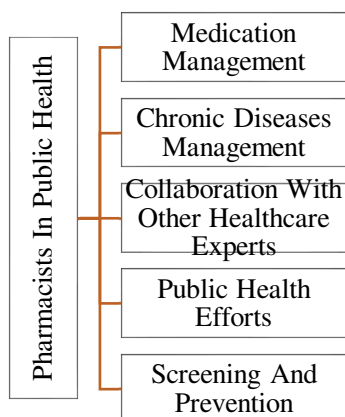 Pharmacists In Public Health
Medication
Management
Chronic Diseases
Management
Collaboration With
Other Healthcare
Experts
Public Health
Efforts
Screening And
Prevention